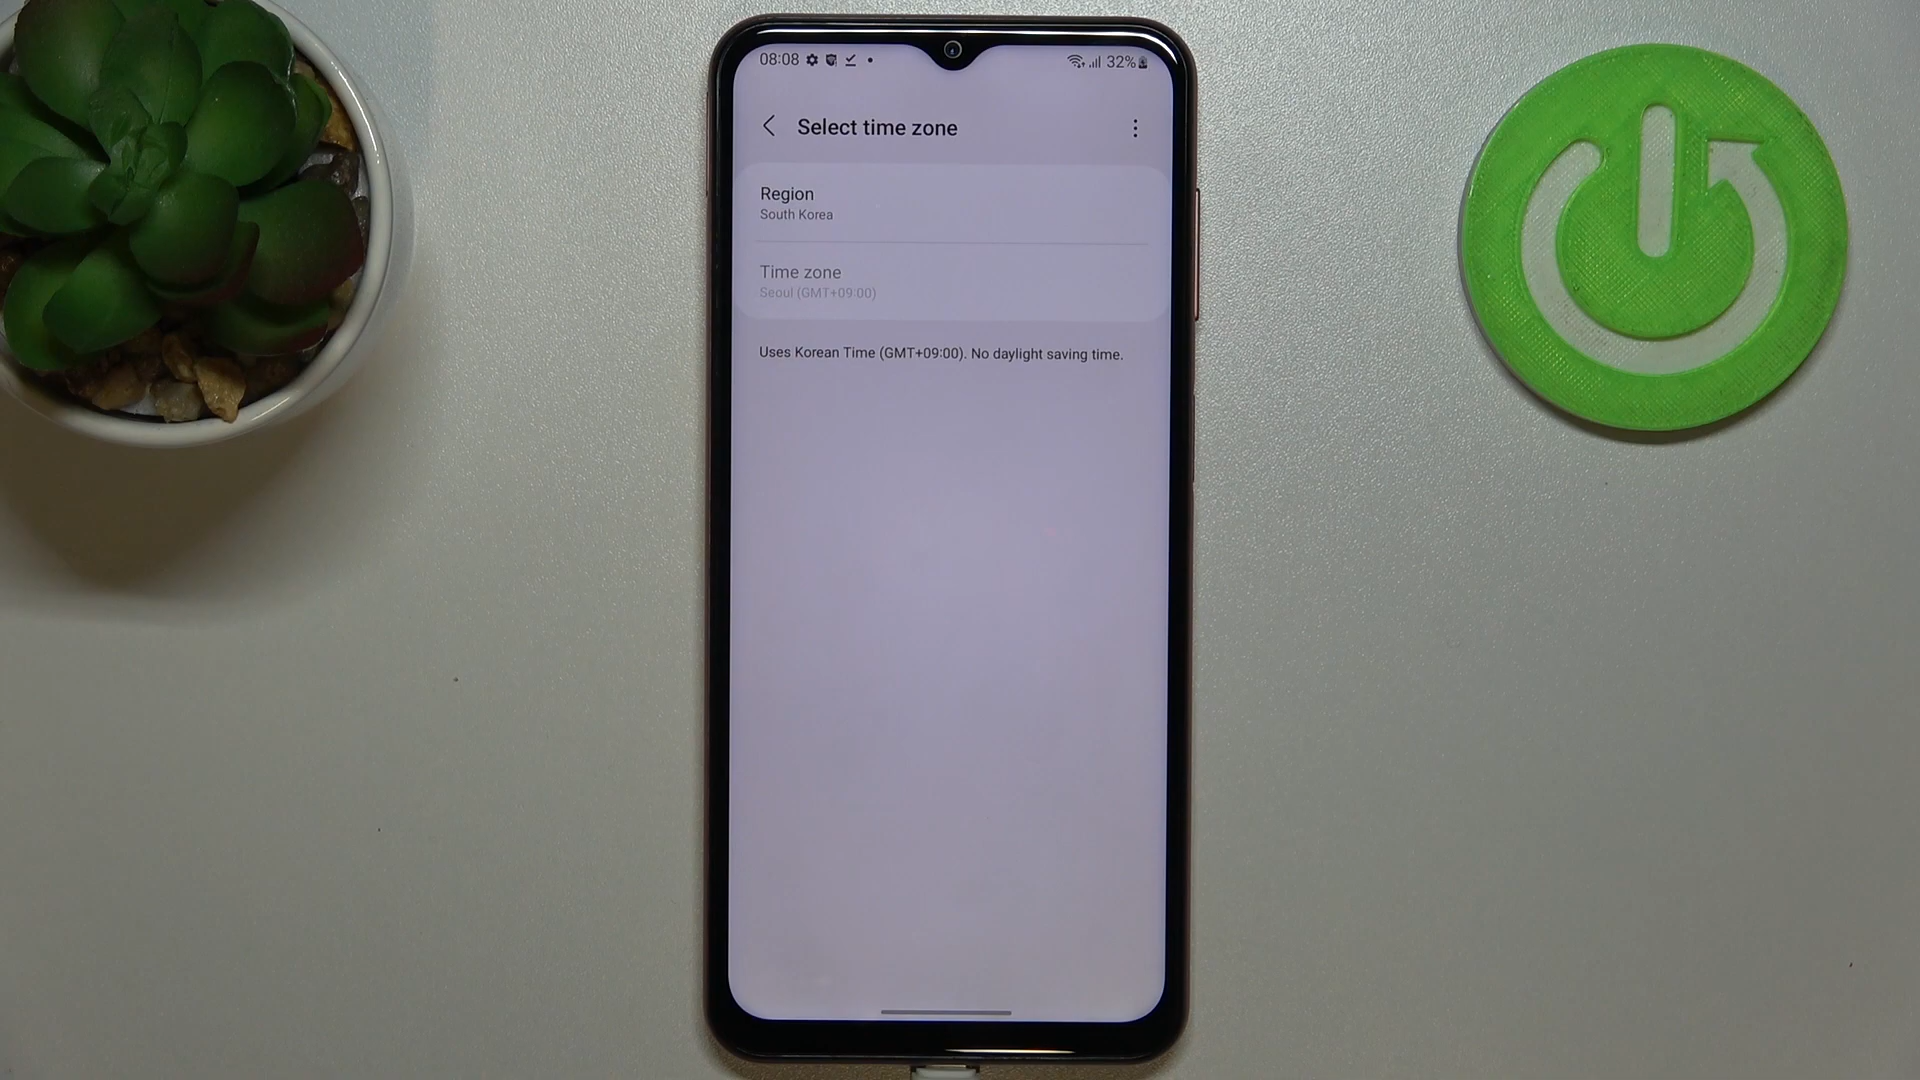 08:08
32%
Select time zone
Region
South Korea
Time zone
Seoul (GMT+09:00)
Uses Korean Time (GMT+09:00). No daylight saving time.